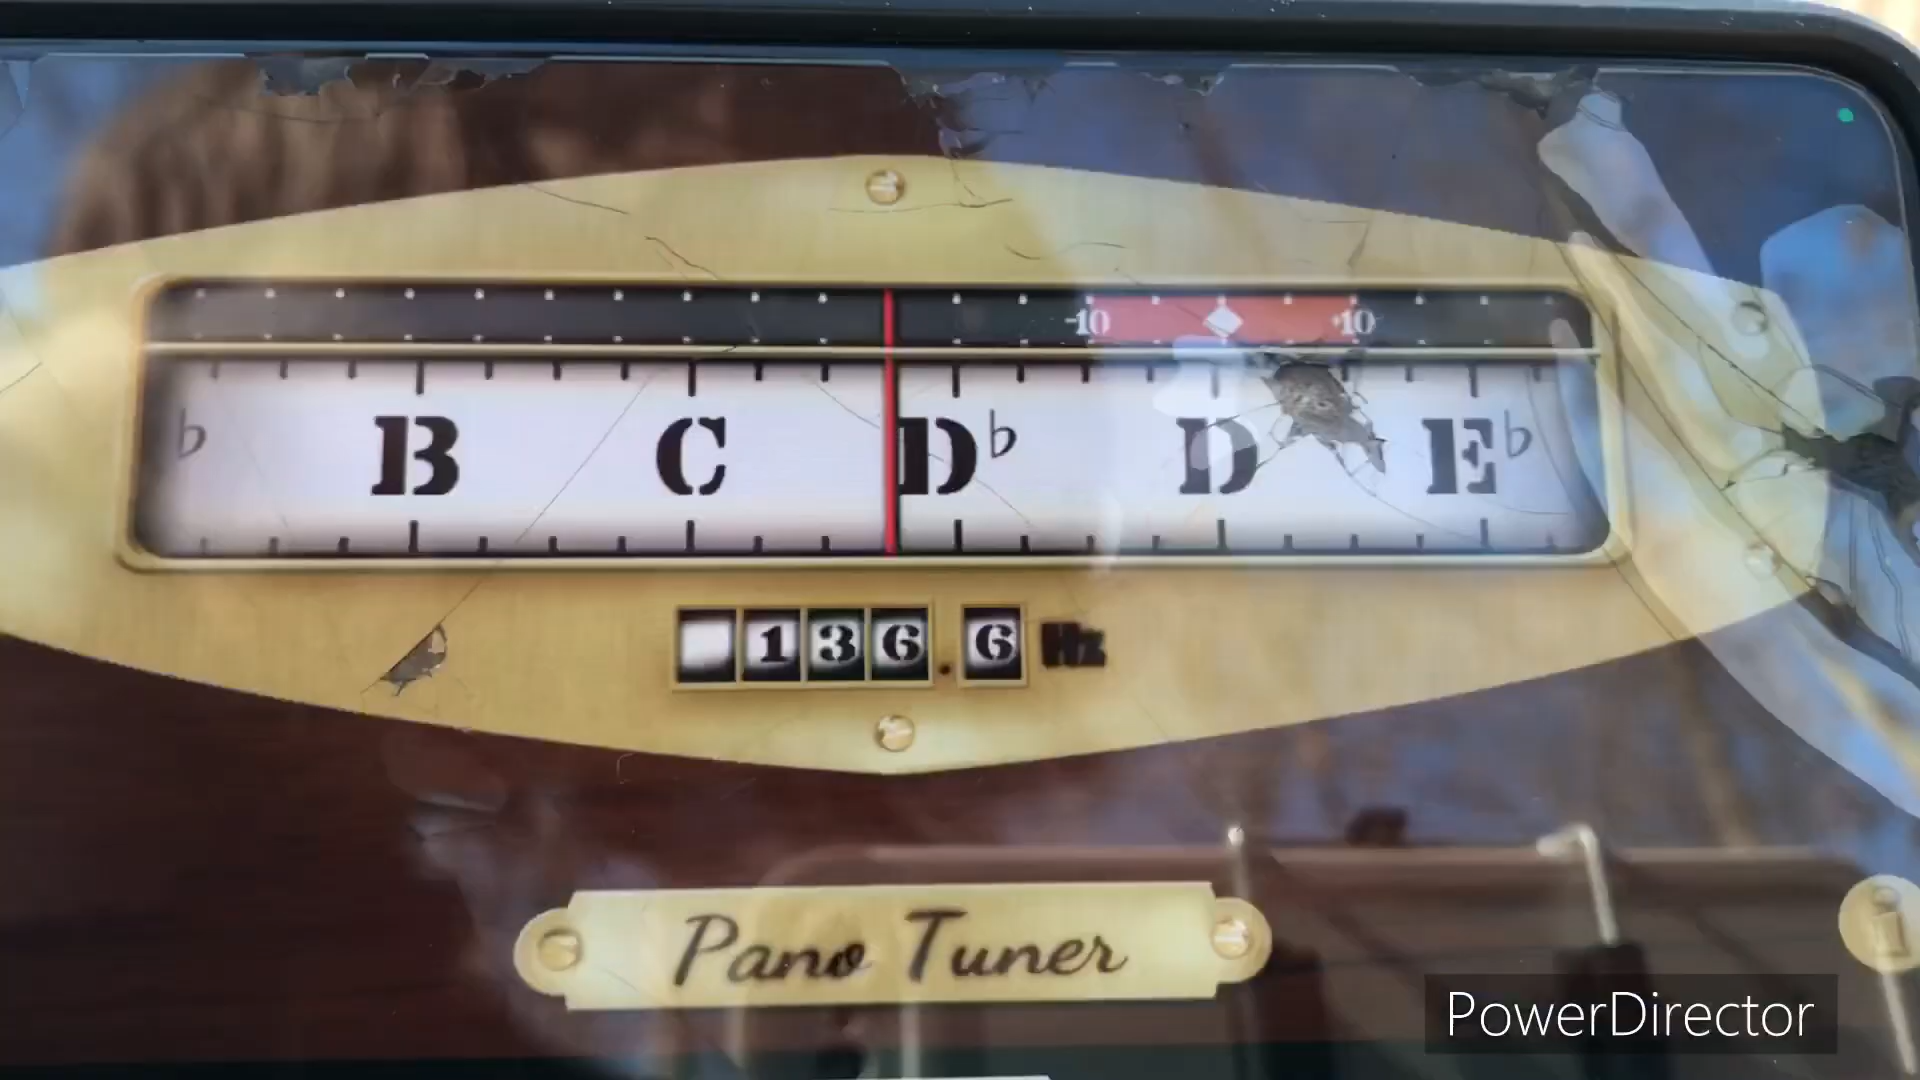 -10 +10
♭ B C D♭ D E♭
136.6 Hz
Pano Tuner
i
PowerDirector